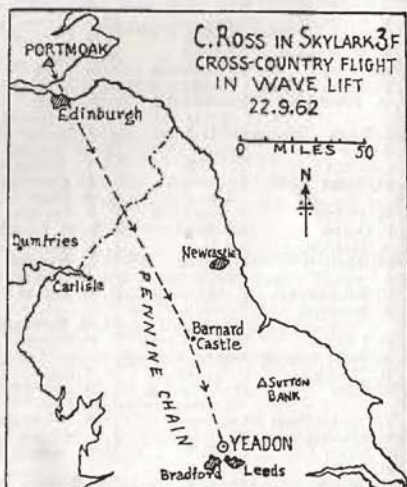 C. ROSS IN SKYLARK 3F
CROSS-COUNTRY FLIGHT
IN WAVE LIFT
22.9.62
0 MILES 50
N
PORTMOAK
Edinburgh
Dumfries
Carlisle
Newcastle
PENNINE CHAIN
Barnard
Castle
SUTTON
BANK
YEADON
Bradford
Leeds